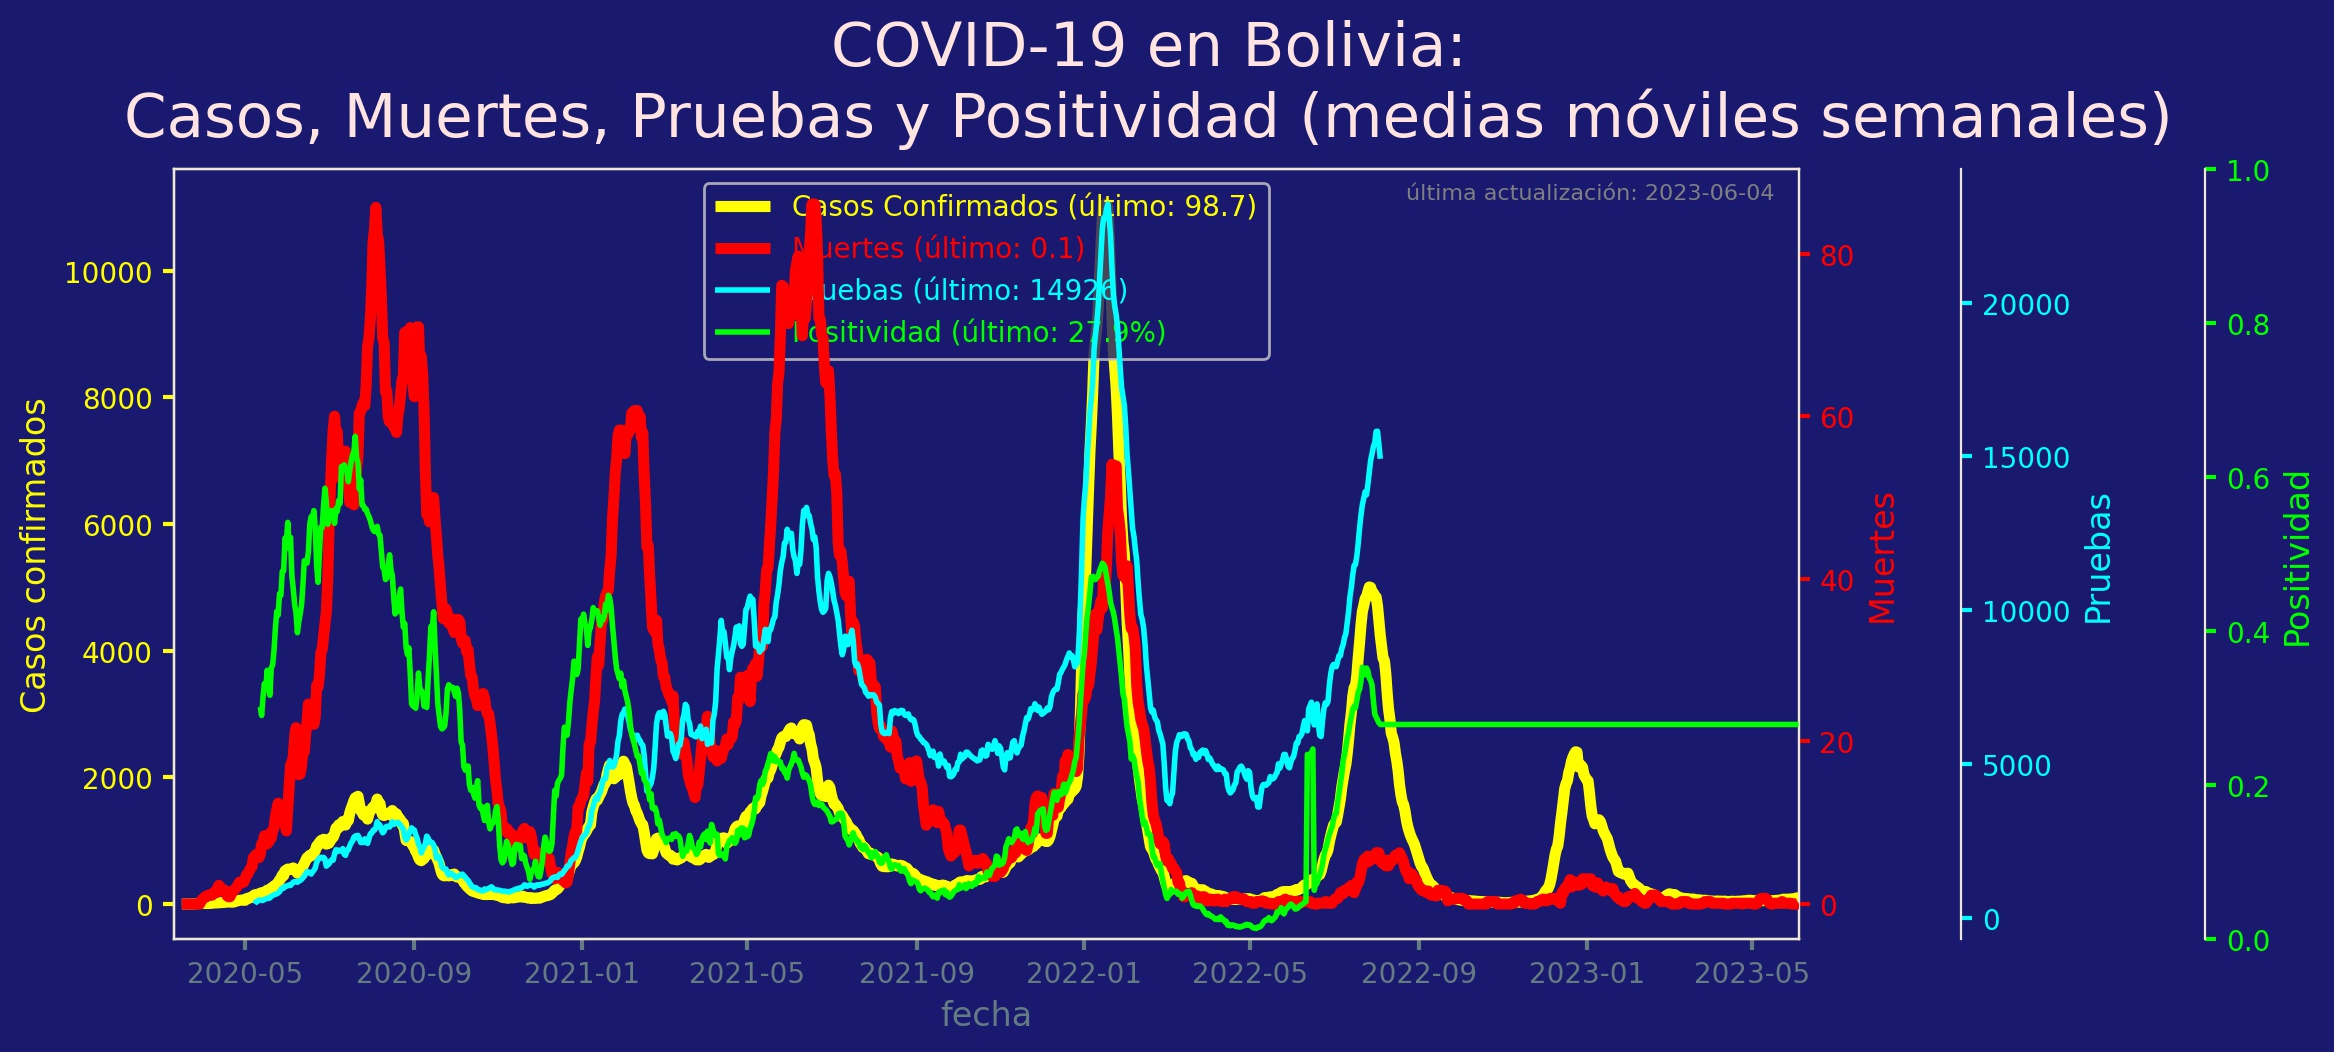 COVID-19 en Bolivia:
Casos, Muertes, Pruebas y Positividad (medias móviles semanales)
última actualización: 2023-06-04
Casos Confirmados (último: 98.7)
Muertes (último: 0.1)
Pruebas (último: 14926)
Positividad (último: 27.9%)
Casos confirmados
10000
8000
6000
4000
2000
0
80
60
40
20
0
Muertes
20000
15000
10000
5000
0
Pruebas
1.0
0.8
0.6
0.4
0.2
0.0
Positividad
2020-05 2020-09 2021-01 2021-05 2021-09 2022-01 2022-05 2022-09 2023-01 2023-05
fecha